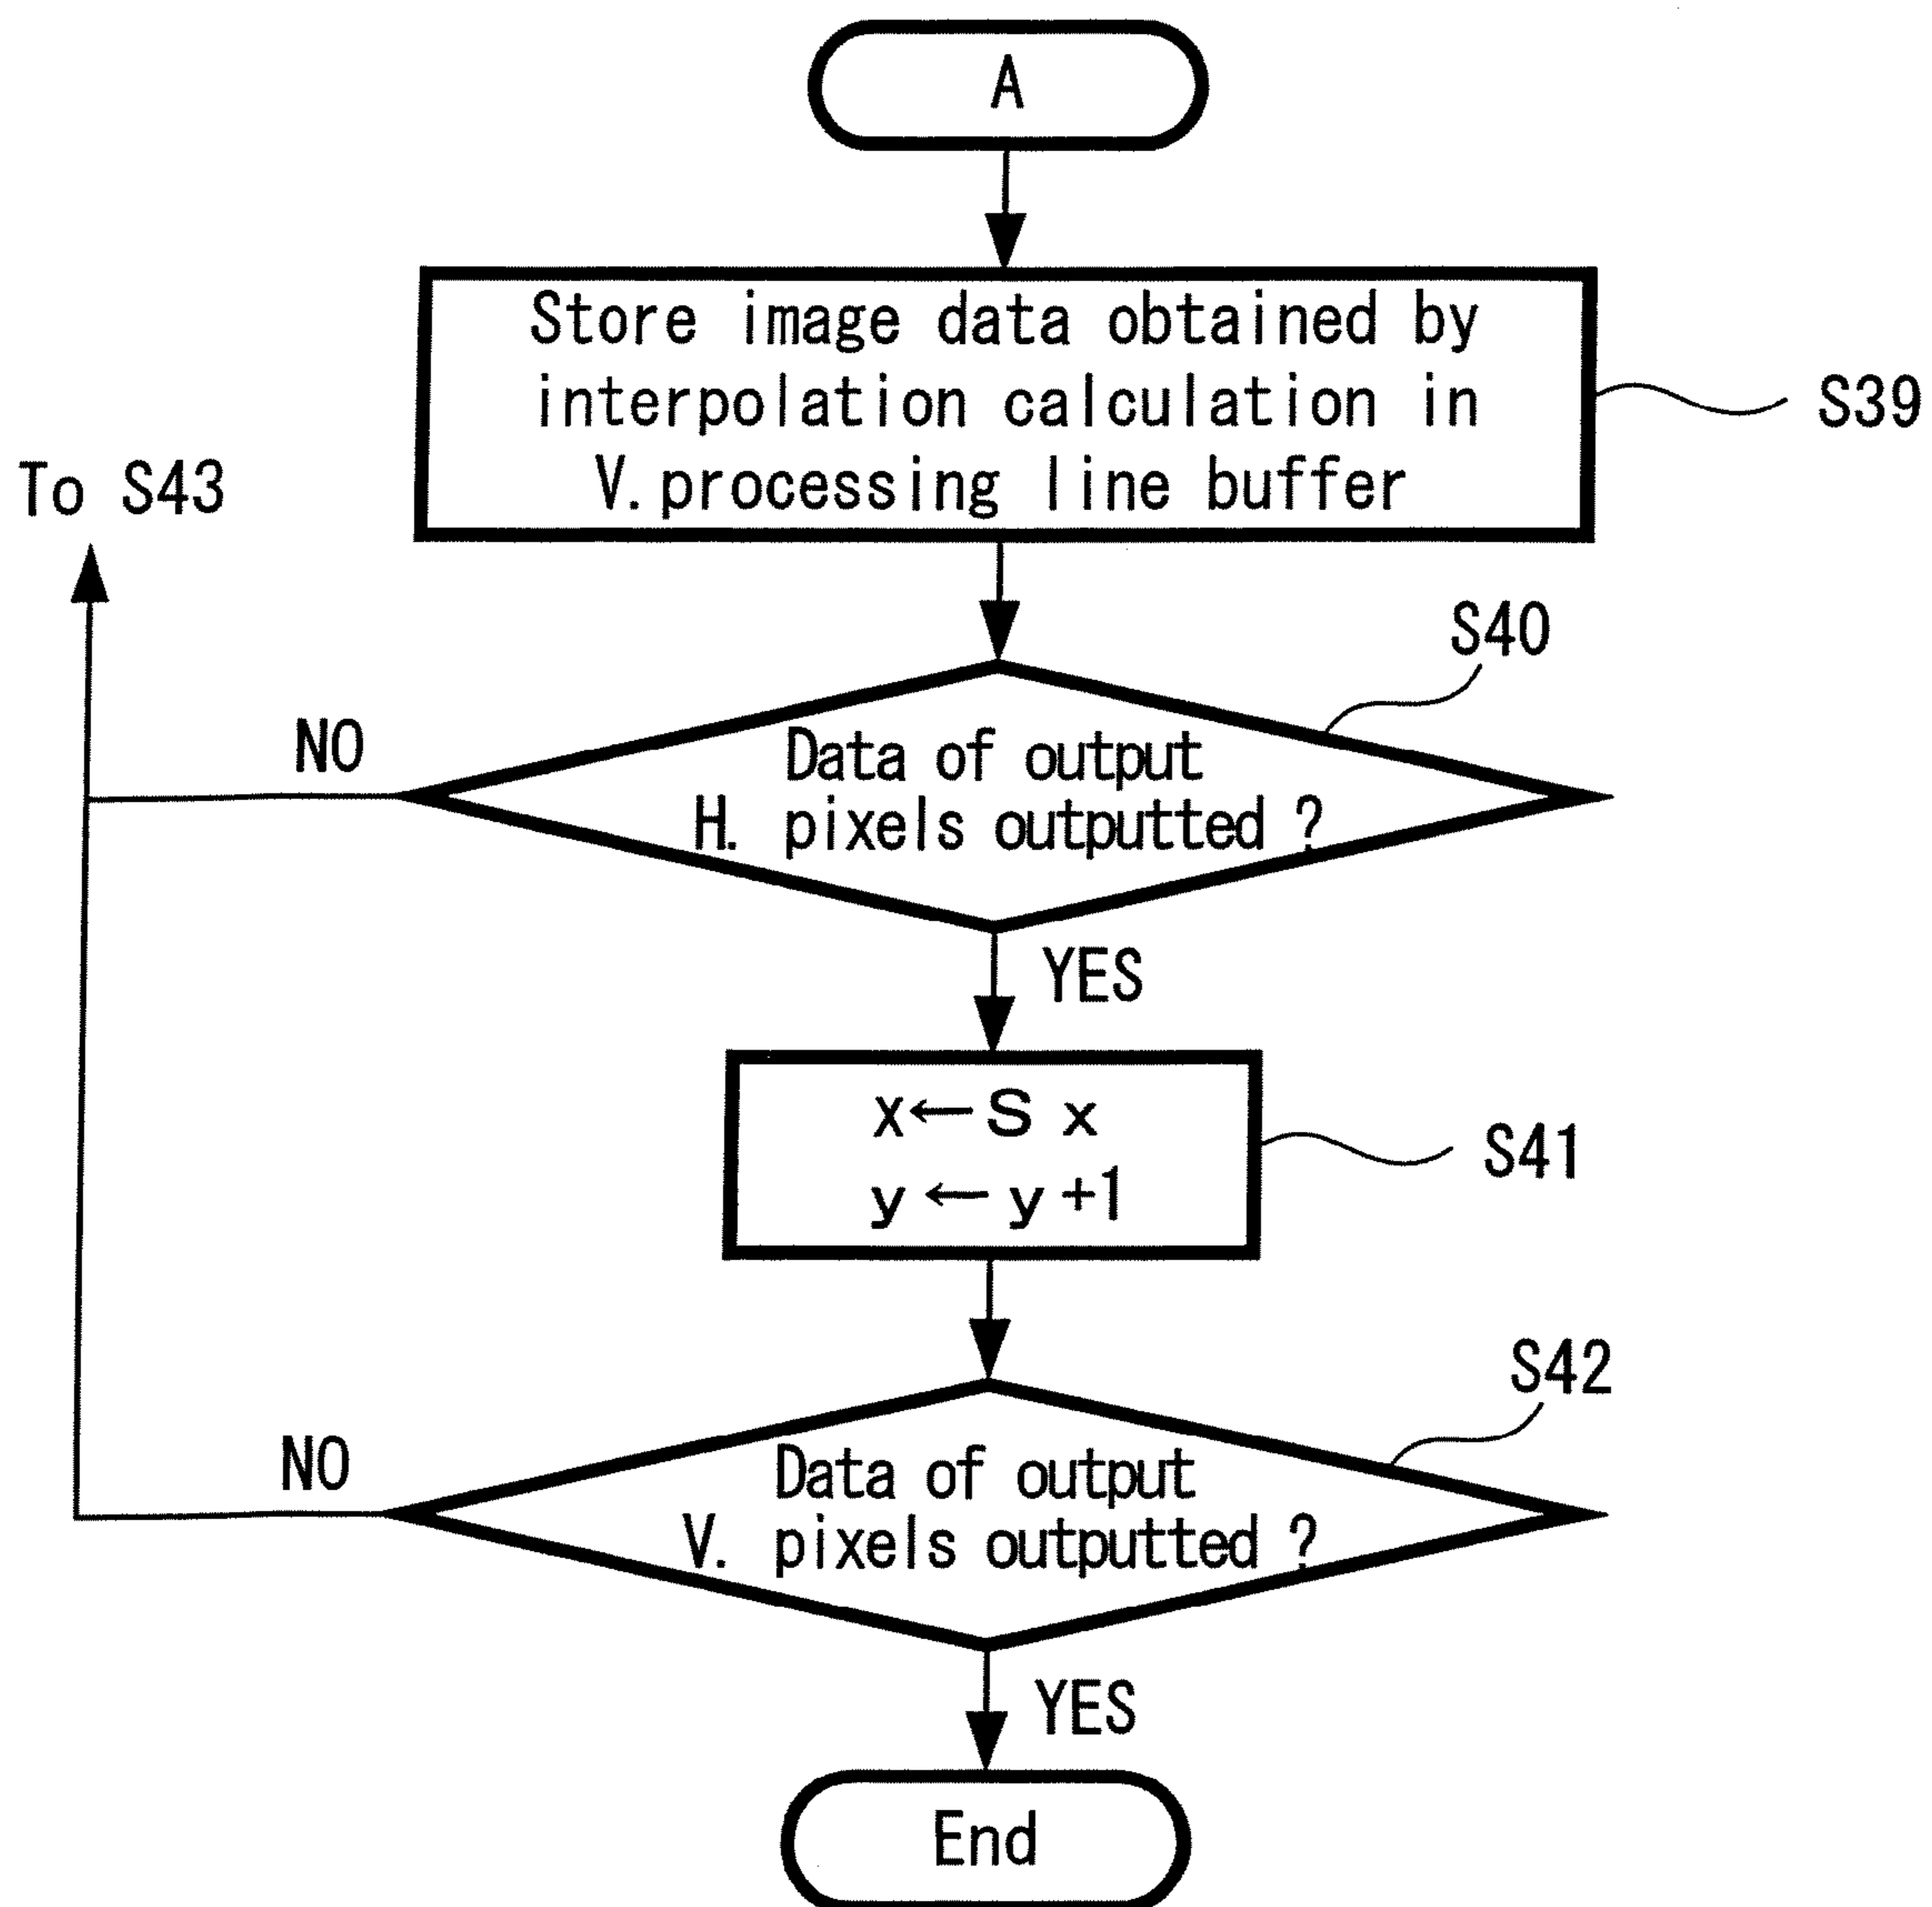 A
Store image data obtained by
interpolation calculation in
V.processing line buffer
S39
To S43
S40
NO
Data of output
H. pixels outputted ?
YES
x←S x
y←y+1
S41
S42
NO
Data of output
V. pixels outputted ?
YES
End